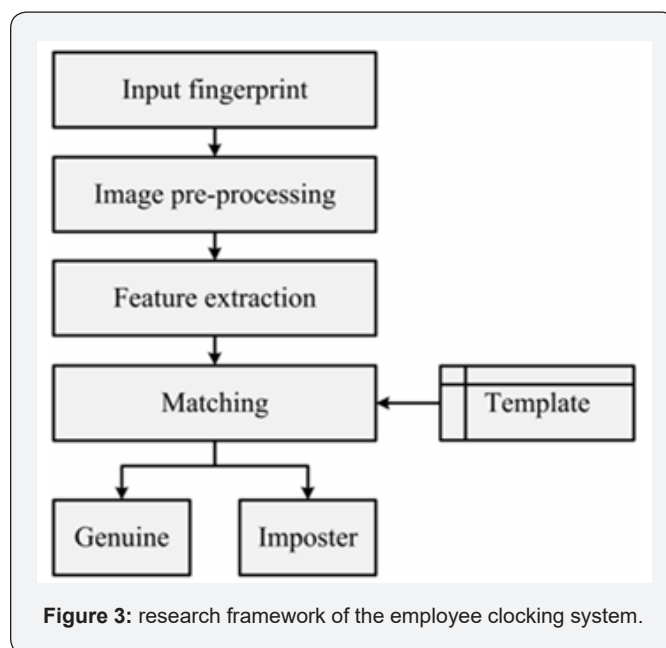 Input fingerprint
Image pre-processing
Feature extraction
Matching
Template
Genuine
Imposter
Figure 3: research framework of the employee clocking system.